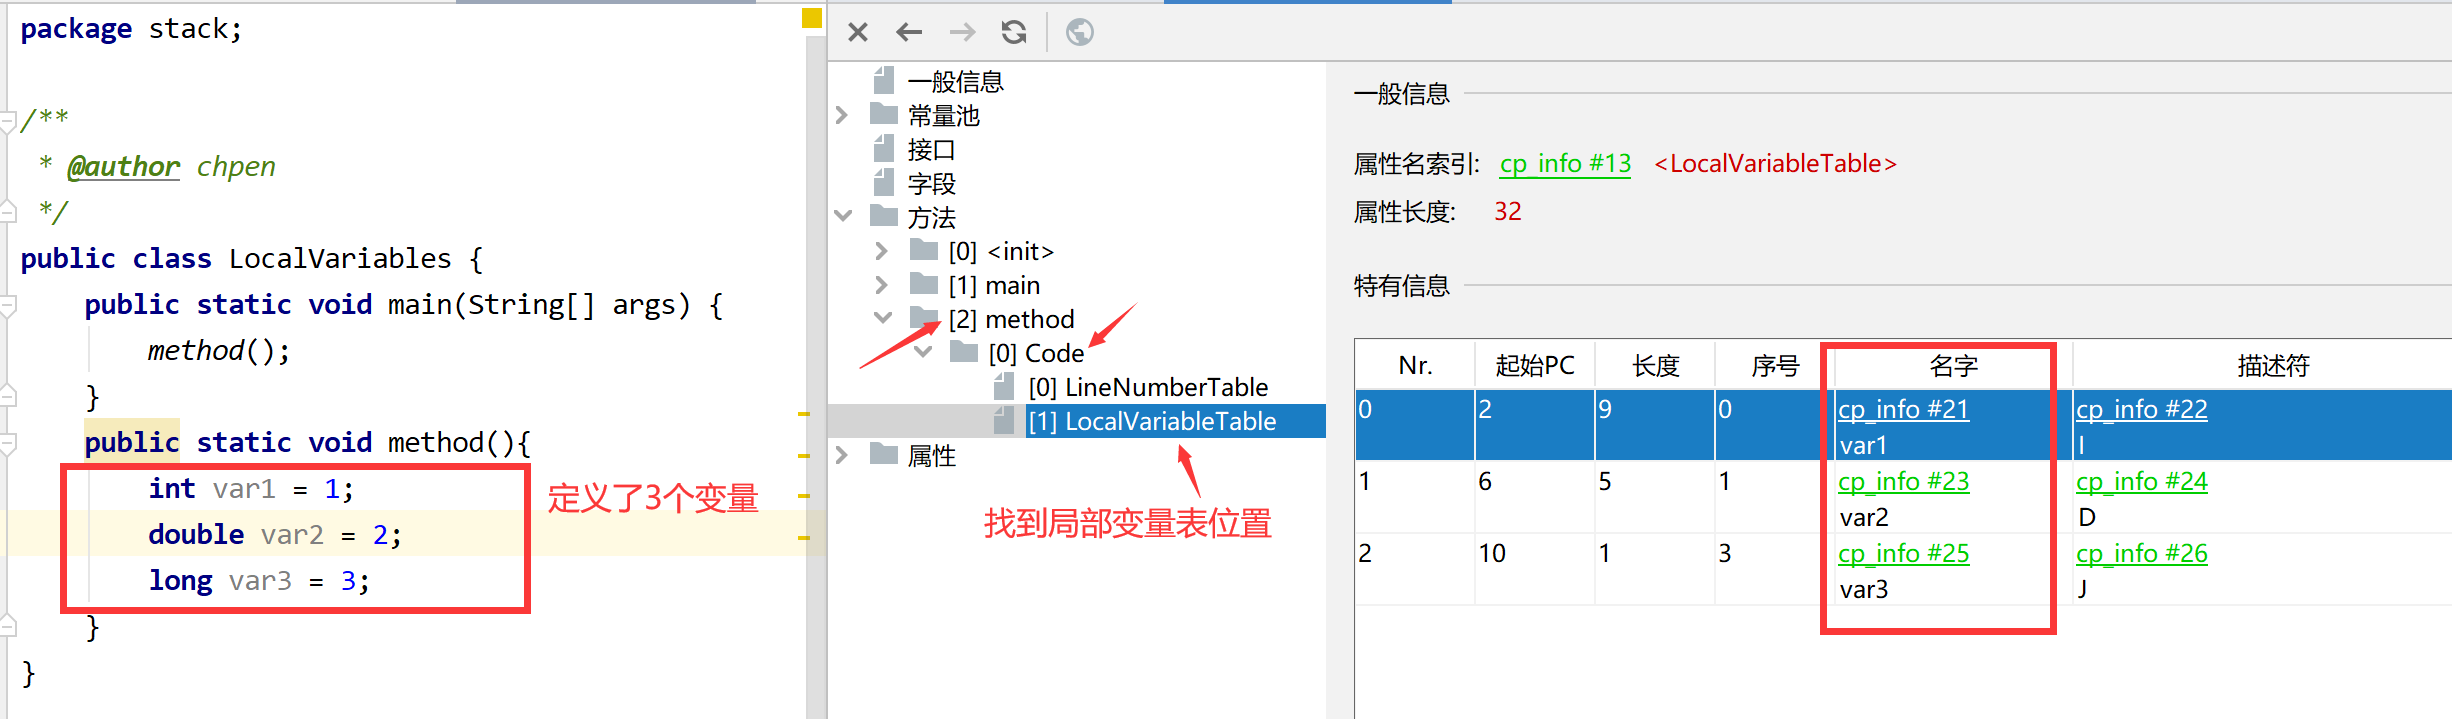 package stack;
/**
 * @author chpen
 */
public class LocalVariables {
    public static void main(String[] args) {
        method();
    }
    public static void method(){
        int var1 = 1;
        double var2 = 2;
        long var3 = 3;
    }
}
定义了3个变量
一般信息
常量池
接口
字段
方法
[0] <init>
[1] main
[2] method
[0] Code
[0] LineNumberTable
[1] LocalVariableTable
属性
找到局部变量表位置
一般信息
属性名索引: cp_info #13 <LocalVariableTable>
属性长度: 32
特有信息
Nr. 起始PC 长度 序号 名字 描述符
0 2 9 0 cp_info #21 cp_info #22
var1 I
1 6 5 1 cp_info #23 cp_info #24
var2 D
2 10 1 3 cp_info #25 cp_info #26
var3 J